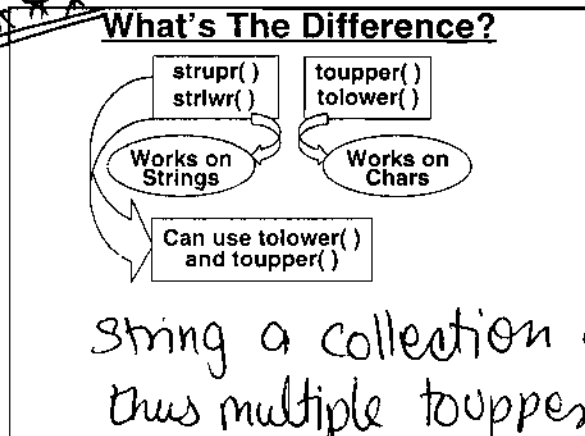 What's The Difference?
strupr( )
strlwr( )
toupper( )
tolower( )
Works on
Strings
Works on
Chars
Can use tolower( )
and toupper( )
string a collection
thus multiple